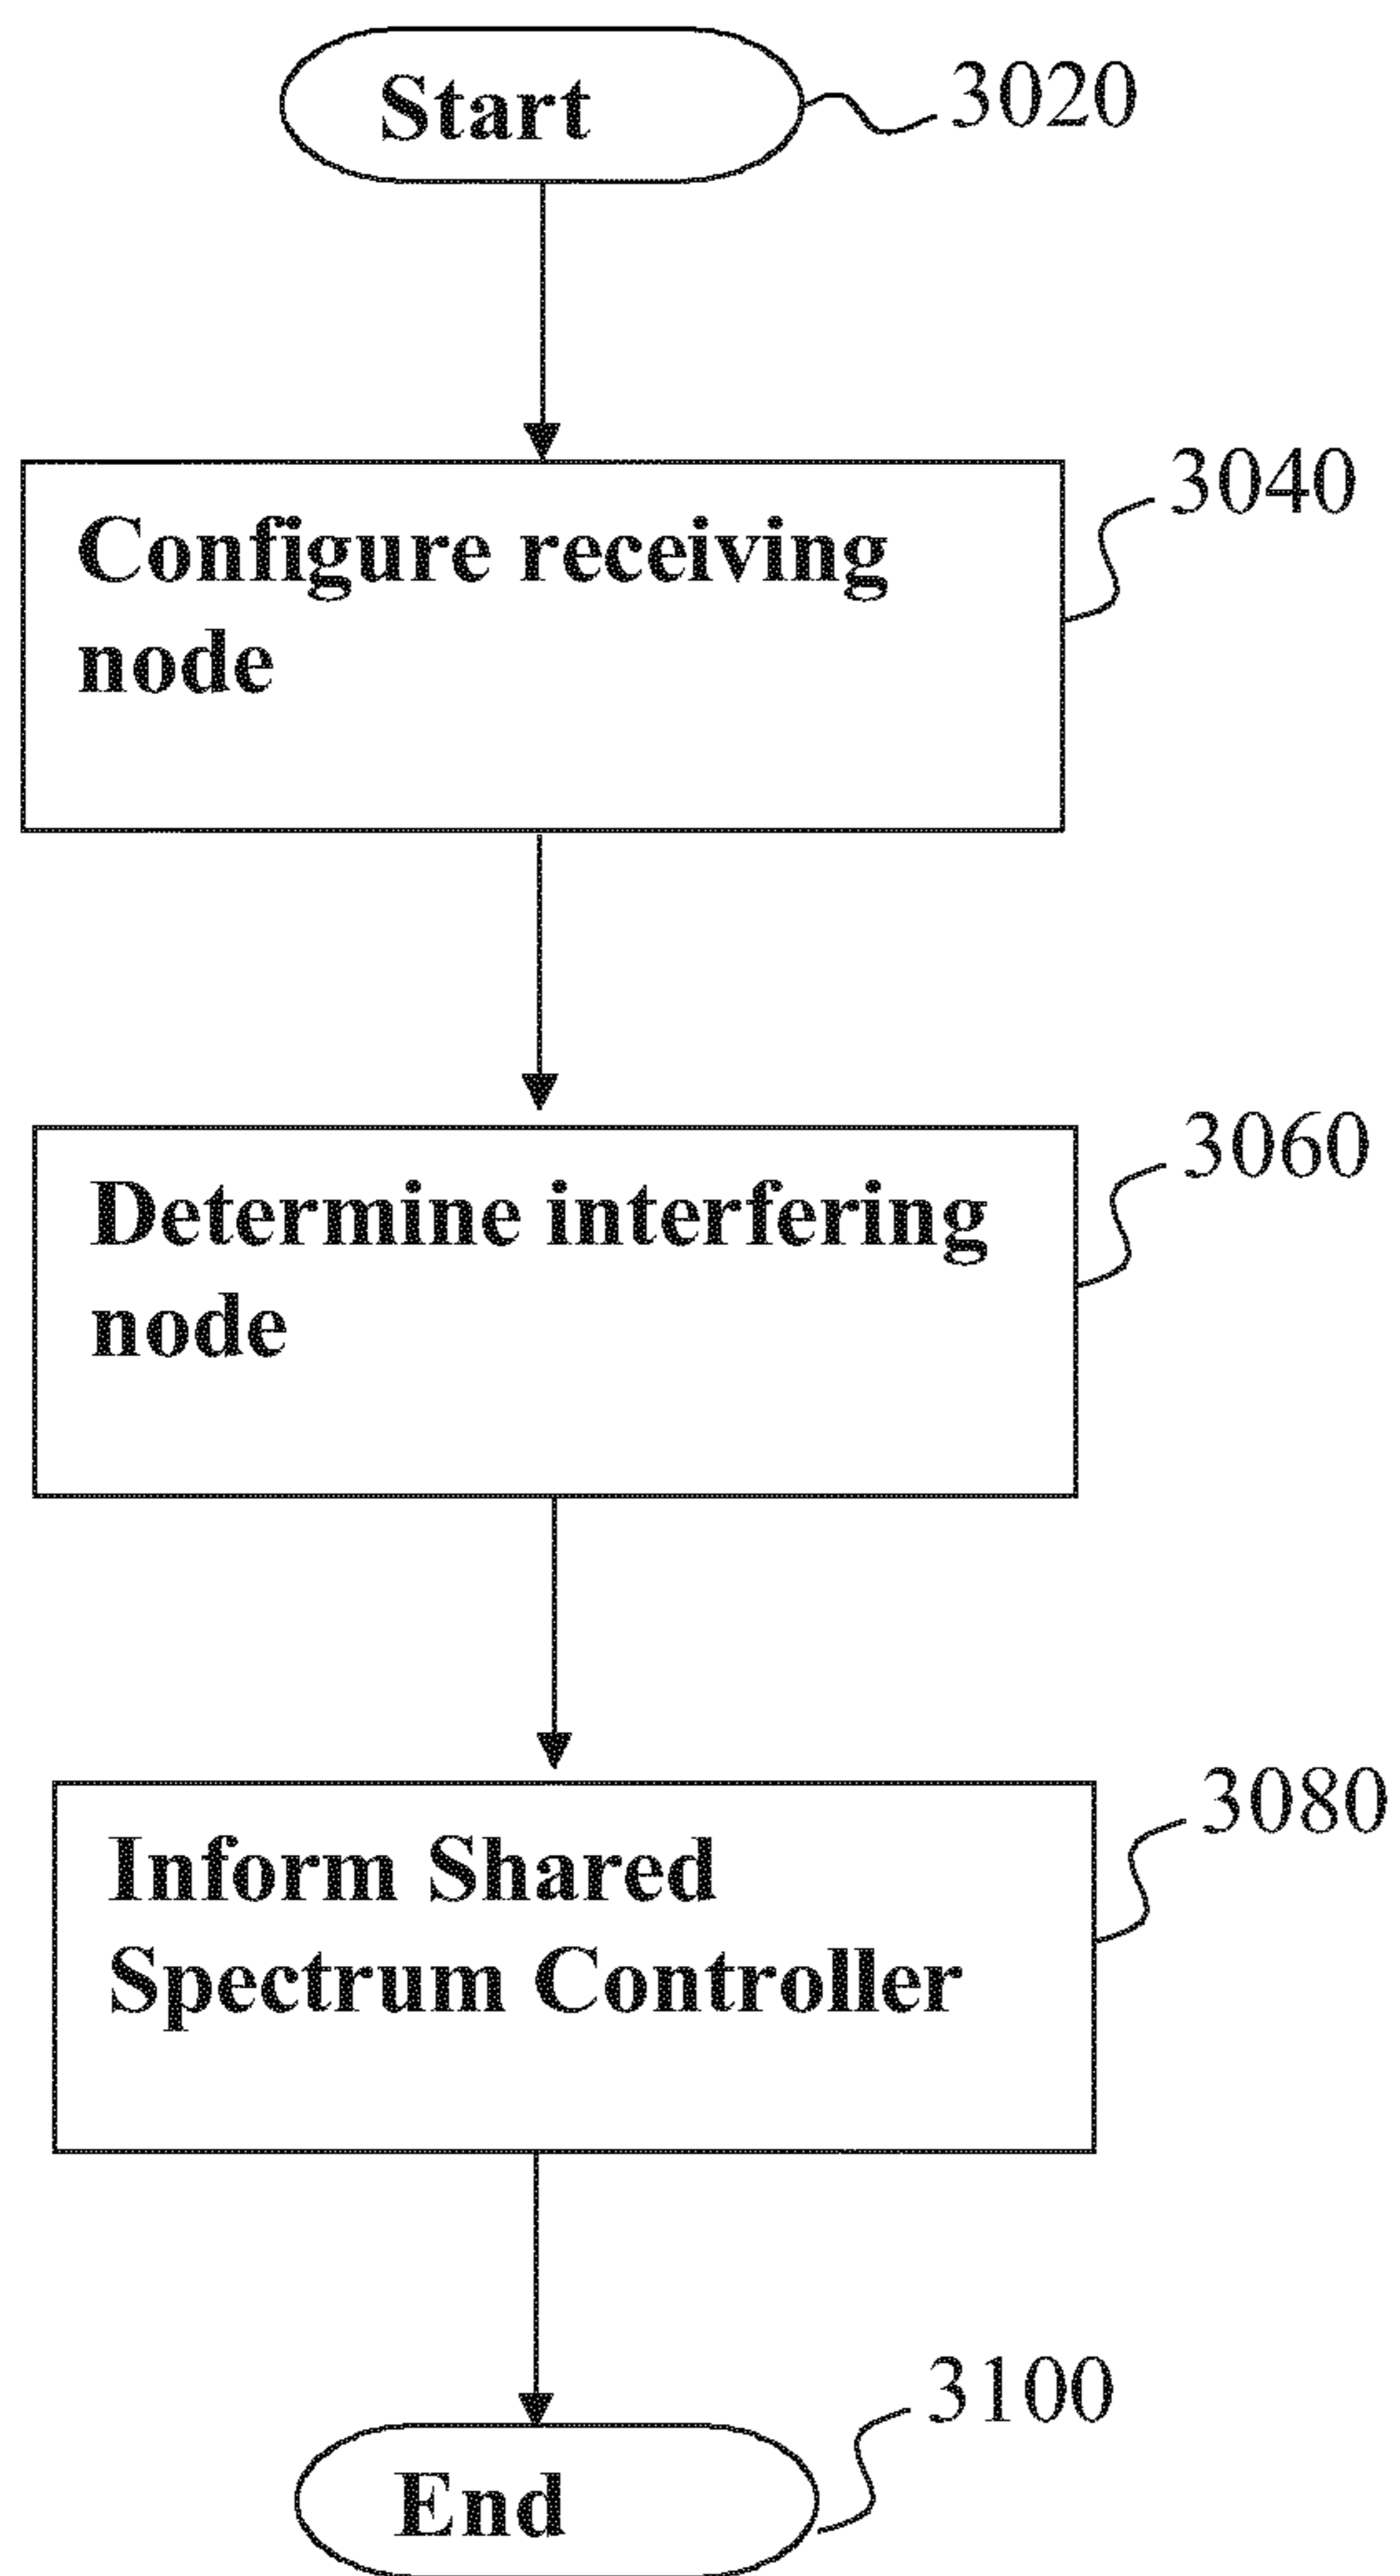 Start
3020
Configure receiving
node
3040
Determine interfering
node
3060
Inform Shared
Spectrum Controller
3080
End
3100